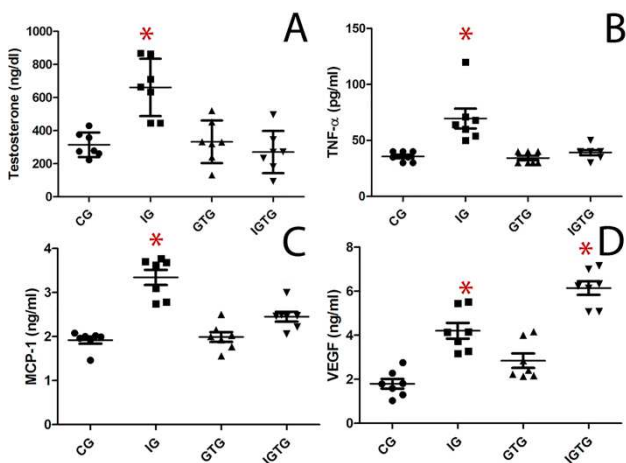 A
Testosterone (ng/dl)
1000
800
600
400
200
0
*
CG
IG
GTG
IGTG
B
TNF-α (pg/ml)
150
100
50
0
*
CG
IG
GTG
IGTG
C
MCP-1 (ng/ml)
4
3
2
1
0
*
CG
IG
GTG
IGTG
D
VEGF (ng/ml)
8
6
4
2
0
*
*
CG
IG
GTG
IGTG